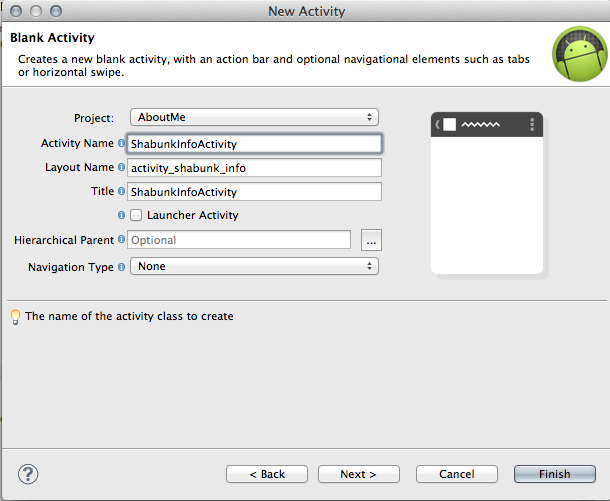 New Activity
Blank Activity
Creates a new blank activity, with an action bar and optional navigational elements such as tabs
or horizontal swipe.
Project: AboutMe
Activity Name ShabunkInfoActivity
Layout Name activity_shabunk_info
Title ShabunkInfoActivity
Launcher Activity
Hierarchical Parent Optional ...
Navigation Type None
The name of the activity class to create
? < Back Next > Cancel Finish